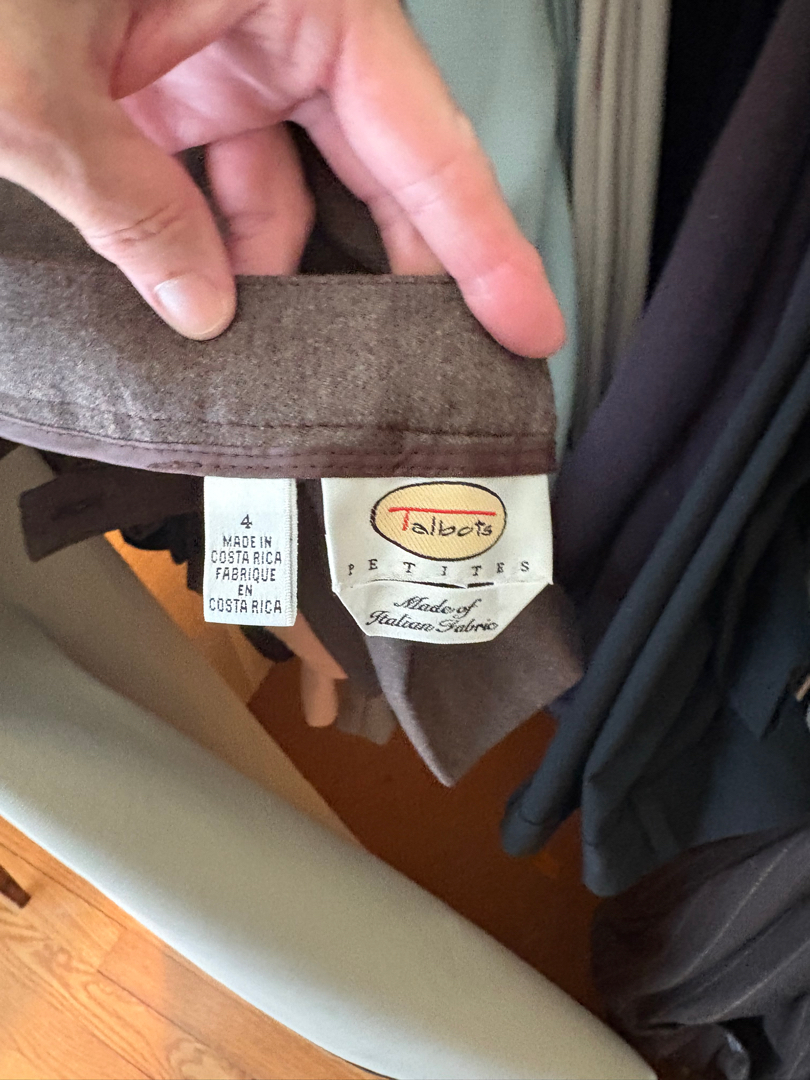 4
MADE IN
COSTA RICA
FABRIQUE
EN
COSTA RICA
Talbots
PETITES
Made of
Italian Fabric